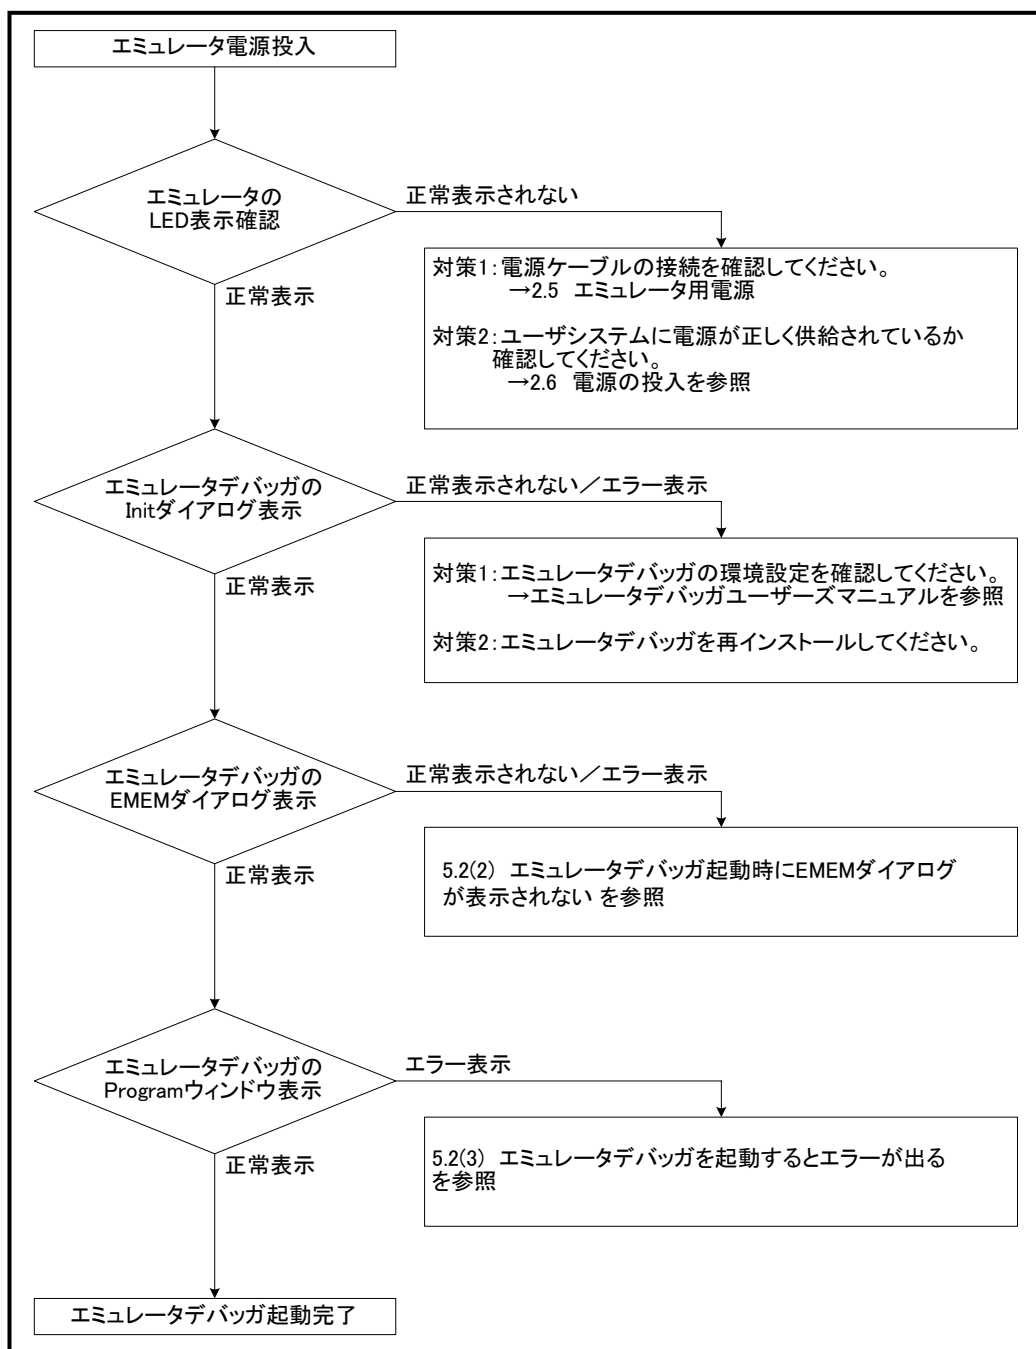 エミュレータ電源投入
エミュレータの
LED表示確認
正常表示されない
対策1：電源ケーブルの接続を確認してください。
→2.5 エミュレータ用電源
対策2：ユーザシステムに電源が正しく供給されているか
確認してください。
→2.6 電源の投入を参照
正常表示
エミュレータデバッガの
Initダイアログ表示
正常表示されない／エラー表示
対策1：エミュレータデバッガの環境設定を確認してください。
→エミュレータデバッガユーザーズマニュアルを参照
対策2：エミュレータデバッガを再インストールしてください。
正常表示
エミュレータデバッガの
EMEMダイアログ表示
正常表示されない／エラー表示
5.2(2) エミュレータデバッガ起動時にEMEMダイアログ
が表示されない を参照
正常表示
エミュレータデバッガの
Programウィンドウ表示
エラー表示
5.2(3) エミュレータデバッガを起動するとエラーが出る
を参照
正常表示
エミュレータデバッガ起動完了